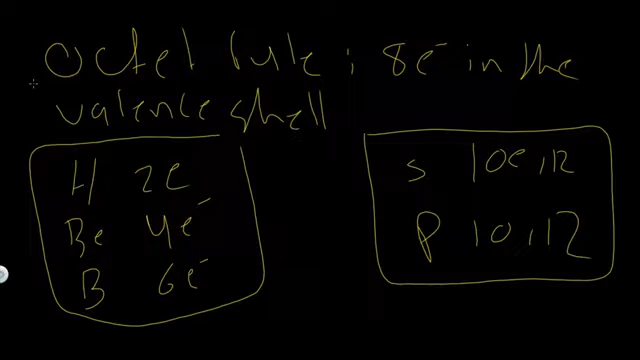 Octet rule : 8e⁻ in the
valence shell
H 2e⁻
Be 4e⁻
B 6e⁻
S 10e⁻, 12
P 10, 12